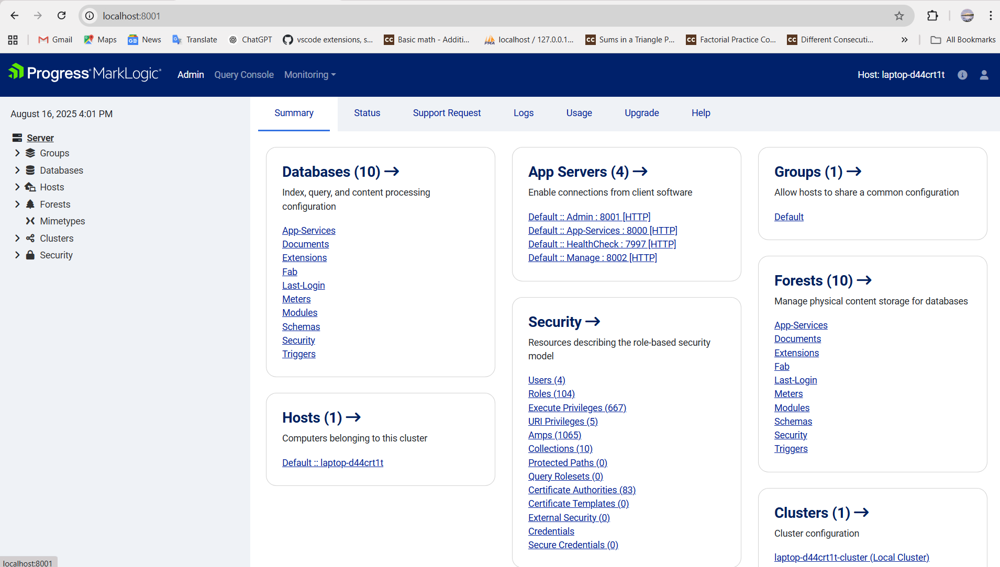 localhost:8001
Gmail
Maps
News
Translate
ChatGPT
vscode extensions, s...
Basic math - Additi...
localhost / 127.0.0.1...
Sums in a Triangle P...
Factorial Practice Co...
Different Consecuti...
All Bookmarks
Progress® MarkLogic®
Admin
Query Console
Monitoring
Host: laptop-d44crt1t
August 16, 2025 4:01 PM
Server
Groups
Databases
Hosts
Forests
Mimetypes
Clusters
Security
Summary
Status
Support Request
Logs
Usage
Upgrade
Help
Databases (10) →
Index, query, and content processing
configuration
App-Services
Documents
Extensions
Fab
Last-Login
Meters
Modules
Schemas
Security
Triggers
Hosts (1) →
Computers belonging to this cluster
Default :: laptop-d44crt1t
App Servers (4) →
Enable connections from client software
Default :: Admin : 8001 [HTTP]
Default :: App-Services : 8000 [HTTP]
Default :: HealthCheck : 7997 [HTTP]
Default :: Manage : 8002 [HTTP]
Security →
Resources describing the role-based security
model
Users (4)
Roles (104)
Execute Privileges (667)
URI Privileges (5)
Amps (1065)
Collections (10)
Protected Paths (0)
Query Rolesets (0)
Certificate Authorities (83)
Certificate Templates (0)
External Security (0)
Credentials
Secure Credentials (0)
Groups (1) →
Allow hosts to share a common configuration
Default
Forests (10) →
Manage physical content storage for databases
App-Services
Documents
Extensions
Fab
Last-Login
Meters
Modules
Schemas
Security
Triggers
Clusters (1) →
Cluster configuration
laptop-d44crt1t-cluster (Local Cluster)
localhost:8001